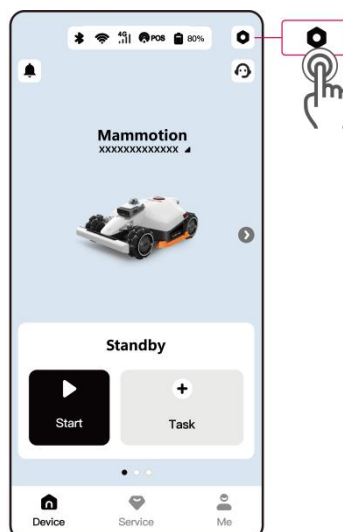 4G POS 80%
Mammotion
XXXXXXXXXXXXX
Standby
Start Task
Device Service Me